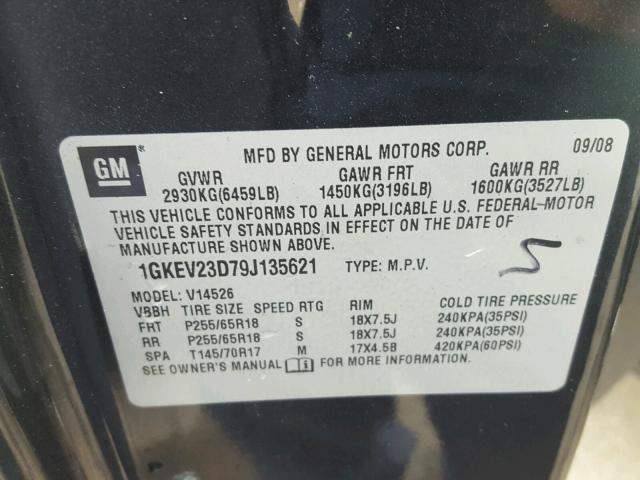 GM
MFD BY GENERAL MOTORS CORP. 09/08
GVWR GAWR FRT GAWR RR
2930KG(6459LB) 1450KG(3196LB) 1600KG(3527LB)
THIS VEHICLE CONFORMS TO ALL APPLICABLE U.S. FEDERAL-MOTOR
VEHICLE SAFETY STANDARDS IN EFFECT ON THE DATE OF
MANUFACTURE SHOWN ABOVE.
1GKEV23D79J135621 TYPE: M.P.V.
MODEL: V14526
VBBH TIRE SIZE SPEED RTG RIM COLD TIRE PRESSURE
FRT P255/65R18 S 18X7.5J 240KPA(35PSI)
RR P255/65R18 S 18X7.5J 240KPA(35PSI)
SPA T145/70R17 M 17X4.5B 420KPA(60PSI)
SEE OWNER'S MANUAL FOR MORE INFORMATION.